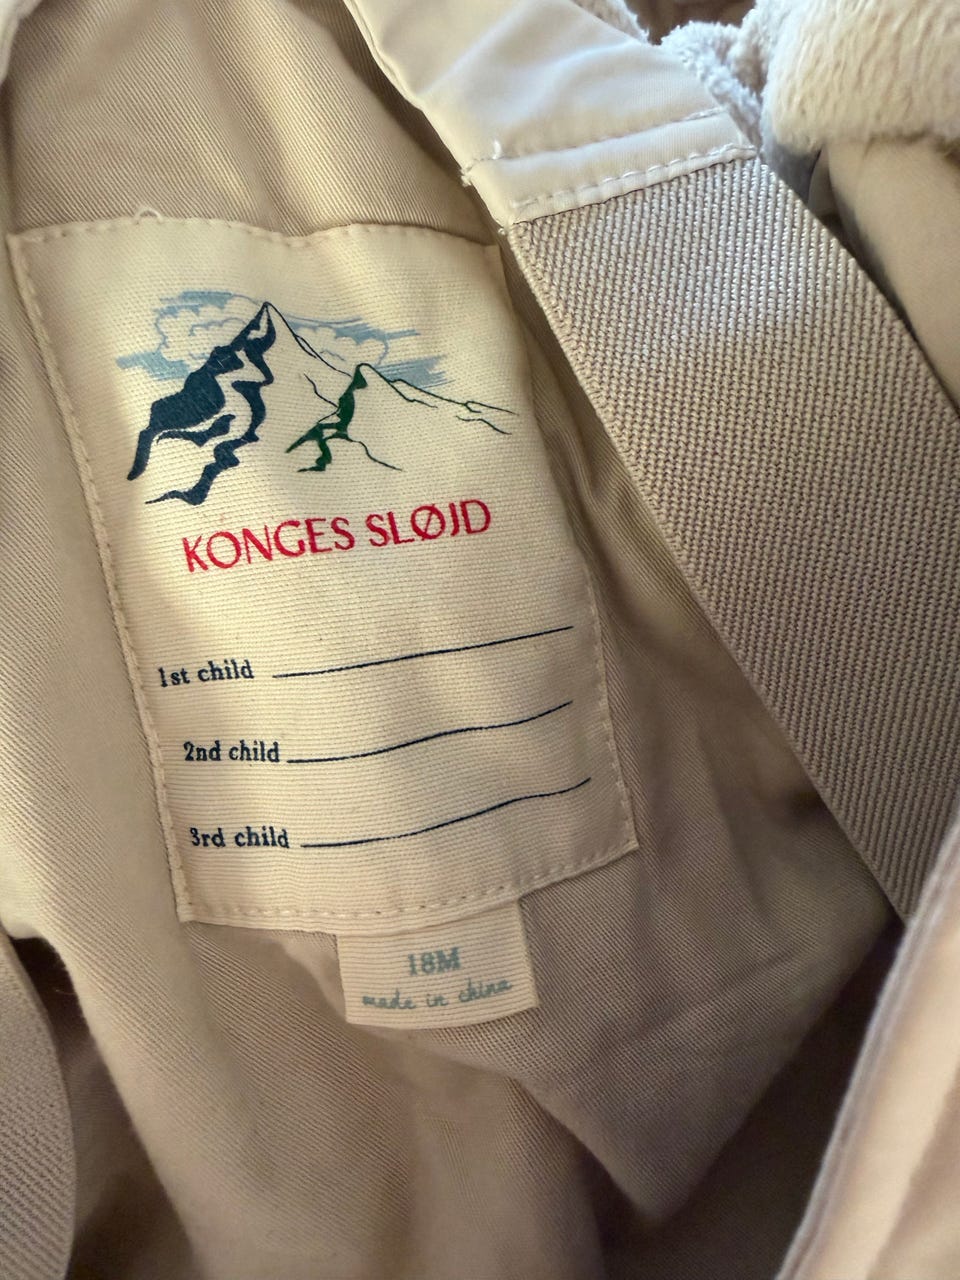 KONGES SLØJD
1st child
2nd child
3rd child
18M
made in china